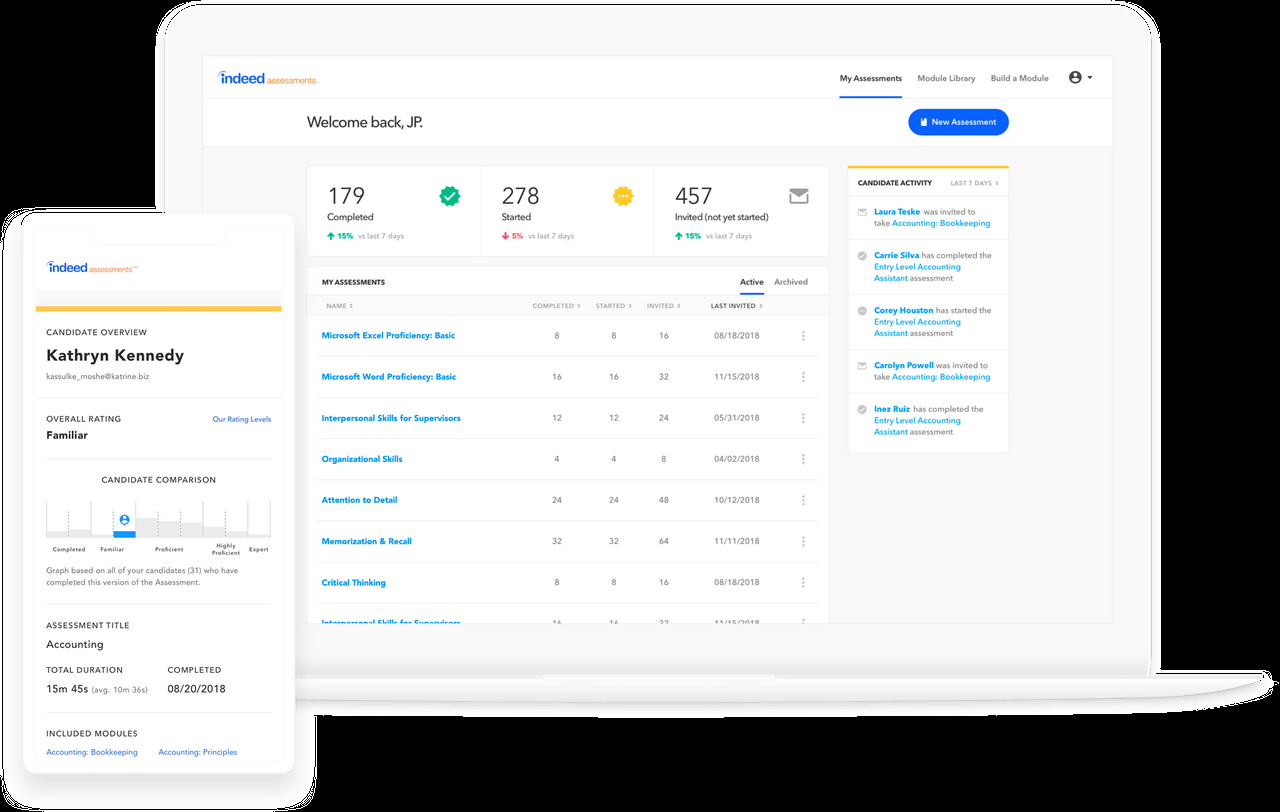 indeed assessments
My Assessments Module Library Build a Module
Welcome back, JP.
New Assessment
179
Completed
15% vs last 7 days
278
Started
5% vs last 7 days
457
Invited (not yet started)
15% vs last 7 days
MY ASSESSMENTS
Active Archived
NAME COMPLETED STARTED INVITED LAST INVITED
Microsoft Excel Proficiency: Basic 8 8 16 08/18/2018
Microsoft Word Proficiency: Basic 16 16 32 11/15/2018
Interpersonal Skills for Supervisors 12 12 24 05/31/2018
Organizational Skills 4 4 8 04/02/2018
Attention to Detail 24 24 48 10/12/2018
Memorization & Recall 32 32 64 11/11/2018
Critical Thinking 8 8 16 08/18/2018
Interpersonal Skills for Supervisors 16 16 32 11/15/2018
CANDIDATE ACTIVITY LAST 7 DAYS
Laura Teske was invited to
take Accounting: Bookkeeping
Carrie Silva has completed the
Entry Level Accounting
Assistant assessment
Corey Houston has started the
Entry Level Accounting
Assistant assessment
Carolyn Powell was invited to
take Accounting: Bookkeeping
Inez Ruiz has completed the
Entry Level Accounting
Assistant assessment
indeed assessments
CANDIDATE OVERVIEW
Kathryn Kennedy
kassulke_moshe@katrine.biz
OVERALL RATING Our Rating Levels
Familiar
CANDIDATE COMPARISON
Completed Familiar Proficient Highly Proficient Expert
Graph based on all of your candidates (31) who have
completed this version of the Assessment.
ASSESSMENT TITLE
Accounting
TOTAL DURATION COMPLETED
15m 45s (avg. 10m 36s) 08/20/2018
INCLUDED MODULES
Accounting: Bookkeeping Accounting: Principles